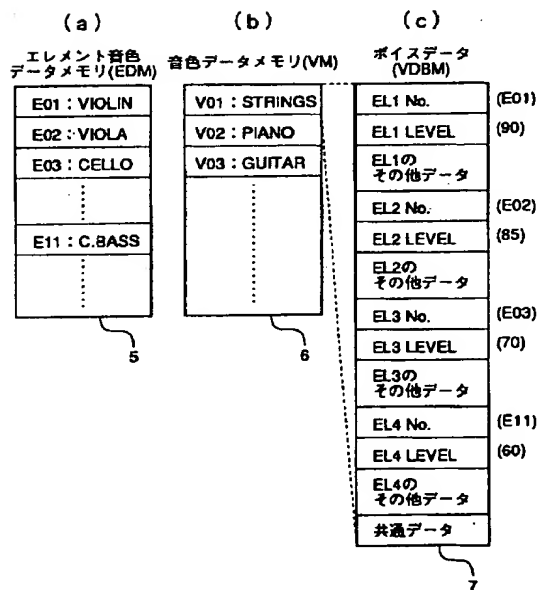 (a)
エレメント音色
データメモリ(EDM)
E01 : VIOLIN
E02 : VIOLA
E03 : CELLO
E11 : C.BASS
5
(b)
音色データメモリ(VM)
V01 : STRINGS
V02 : PIANO
V03 : GUITAR
6
(c)
ボイスデータ
(VDBM)
EL1 No. (E01)
EL1 LEVEL (90)
EL1の
その他データ
EL2 No. (E02)
EL2 LEVEL (85)
EL2の
その他データ
EL3 No. (E03)
EL3 LEVEL (70)
EL3の
その他データ
EL4 No. (E11)
EL4 LEVEL (60)
EL4の
その他データ
共通データ
7